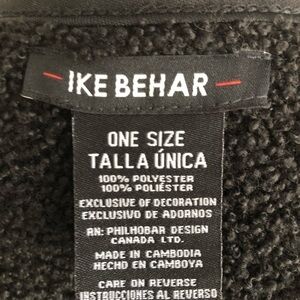 IKE BEHAR
ONE SIZE
TALLA ÚNICA
100% POLYESTER
100% POLIÉSTER
EXCLUSIVE OF DECORATION
EXCLUSIVO DE ADORNOS
RN: PHILHOBAR DESIGN
CANADA LTD.
MADE IN CAMBODIA
HECHO EN CAMBOYA
CARE ON REVERSE
INSTRUCCIONES AL REVERSO